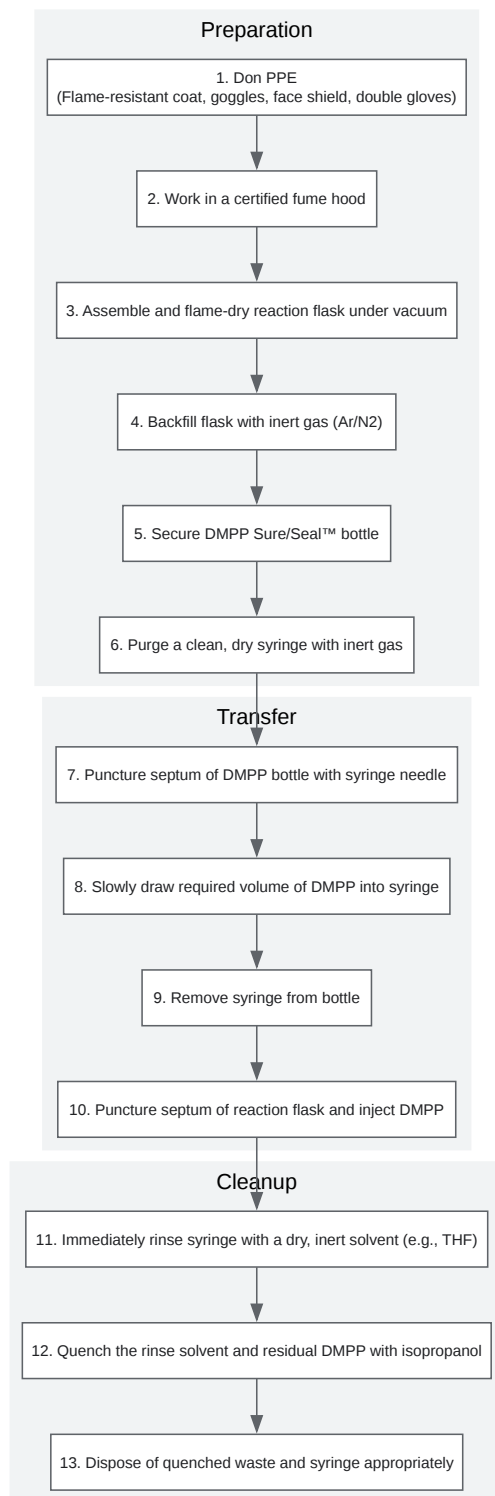 Preparation
1. Don PPE
(Flame-resistant coat, goggles, face shield, double gloves)
2. Work in a certified fume hood
3. Assemble and flame-dry reaction flask under vacuum
4. Backfill flask with inert gas (Ar/N2)
5. Secure DMPP Sure/Seal™ bottle
6. Purge a clean, dry syringe with inert gas
Transfer
7. Puncture septum of DMPP bottle with syringe needle
8. Slowly draw required volume of DMPP into syringe
9. Remove syringe from bottle
10. Puncture septum of reaction flask and inject DMPP
Cleanup
11. Immediately rinse syringe with a dry, inert solvent (e.g., THF)
12. Quench the rinse solvent and residual DMPP with isopropanol
13. Dispose of quenched waste and syringe appropriately